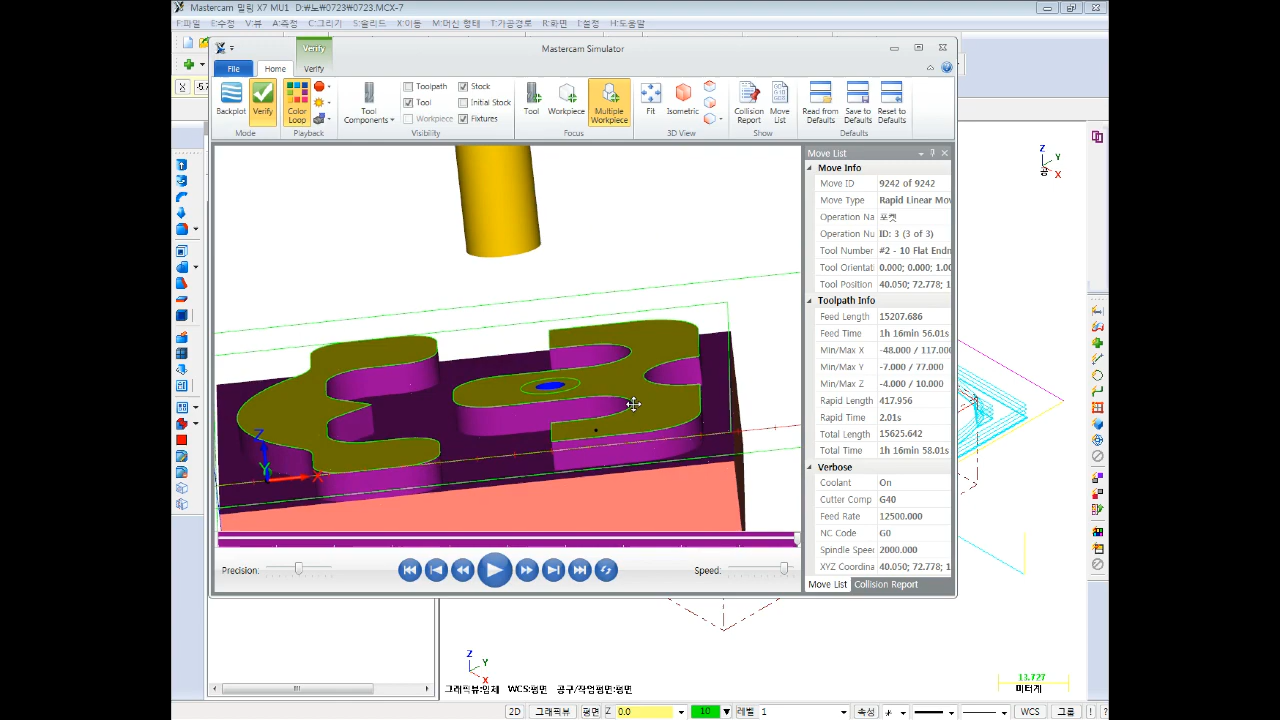 Mastercam 밀링 X7 MU1 D:₩노₩0723₩0723.MCX-7
F:파일 E:수정 V:뷰 A:측정 C:그리기 S:솔리드 X:이동 M:머신 형태 T:가공경로 R:화면 I:설정 H:도움말
Verify
Mastercam Simulator
File Home Verify
Backplot
Verify
Mode
Color Loop
Playback
Tool Components
Toolpath
Tool
Workpiece
Stock
Initial Stock
Fixtures
Visibility
Tool
Workpiece
Multiple Workpiece
Focus
Fit
Isometric
3D View
Collision Report
Move List
Show
Read from Defaults
Save to Defaults
Reset to Defaults
Defaults
Move List
Move Info
Move ID 9242 of 9242
Move Type Rapid Linear Mo
Operation Na 포켓
Operation Nu ID: 3 (3 of 3)
Tool Number #2 - 10 Flat Endn
Tool Orientat 0.000; 0.000; 1.00
Tool Position 40.050; 72.778; 1
Toolpath Info
Feed Length 15207.686
Feed Time 1h 16min 56.01s
Min/Max X -48.000 / 117.000
Min/Max Y -7.000 / 77.000
Min/Max Z -4.000 / 10.000
Rapid Length 417.956
Rapid Time 2.01s
Total Length 15625.642
Total Time 1h 16min 58.01s
Verbose
Coolant On
Cutter Comp G40
Feed Rate 12500.000
NC Code G0
Spindle Speed 2000.000
XYZ Coordina 40.050; 72.778; 1
Move List Collision Report
Z
Y
X
Precision:
Speed:
Z
Y
X
Z
Y
X
그래픽뷰:입체 WCS:평면 공구/작업평면:평면
13.727
미터계
2D 그래픽뷰 평면 Z 0.0 10 레벨 1 속성 WCS 그룹 ! ?